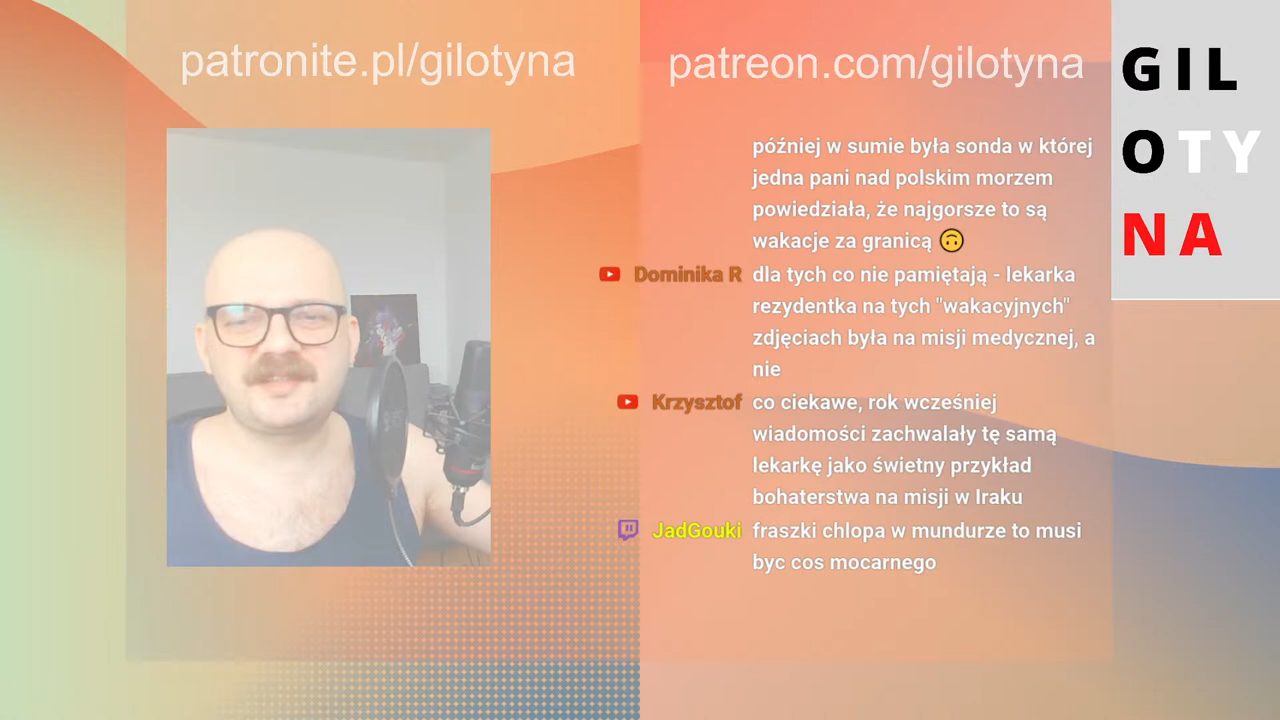 patronite.pl/gilotyna
patreon.com/gilotyna
GIL
OTY
NA
później w sumie była sonda w której
jedna pani nad polskim morzem
powiedziała, że najgorsze to są
wakacje za granicą 🙃
Dominika R dla tych co nie pamiętają - lekarka
rezydentka na tych "wakacyjnych"
zdjęciach była na misji medycznej, a
nie
Krzysztof co ciekawe, rok wcześniej
wiadomości zachwalały tę samą
lekarkę jako świetny przykład
bohaterstwa na misji w Iraku
JadGouki fraszki chlopa w mundurze to musi
byc cos mocarnego